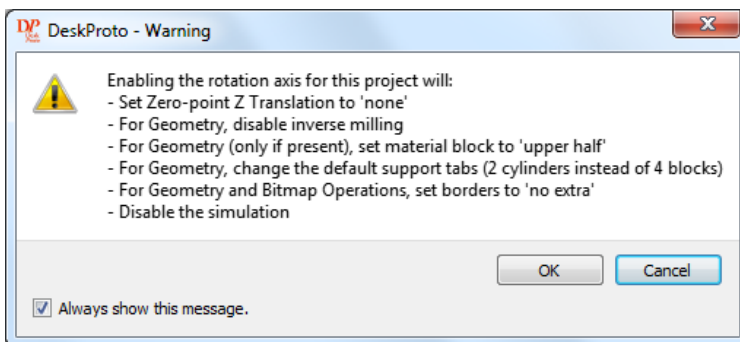 DP DeskProto - Warning
Enabling the rotation axis for this project will:
- Set Zero-point Z Translation to 'none'
- For Geometry, disable inverse milling
- For Geometry (only if present), set material block to 'upper half'
- For Geometry, change the default support tabs (2 cylinders instead of 4 blocks)
- For Geometry and Bitmap Operations, set borders to 'no extra'
- Disable the simulation
OK Cancel
Always show this message.